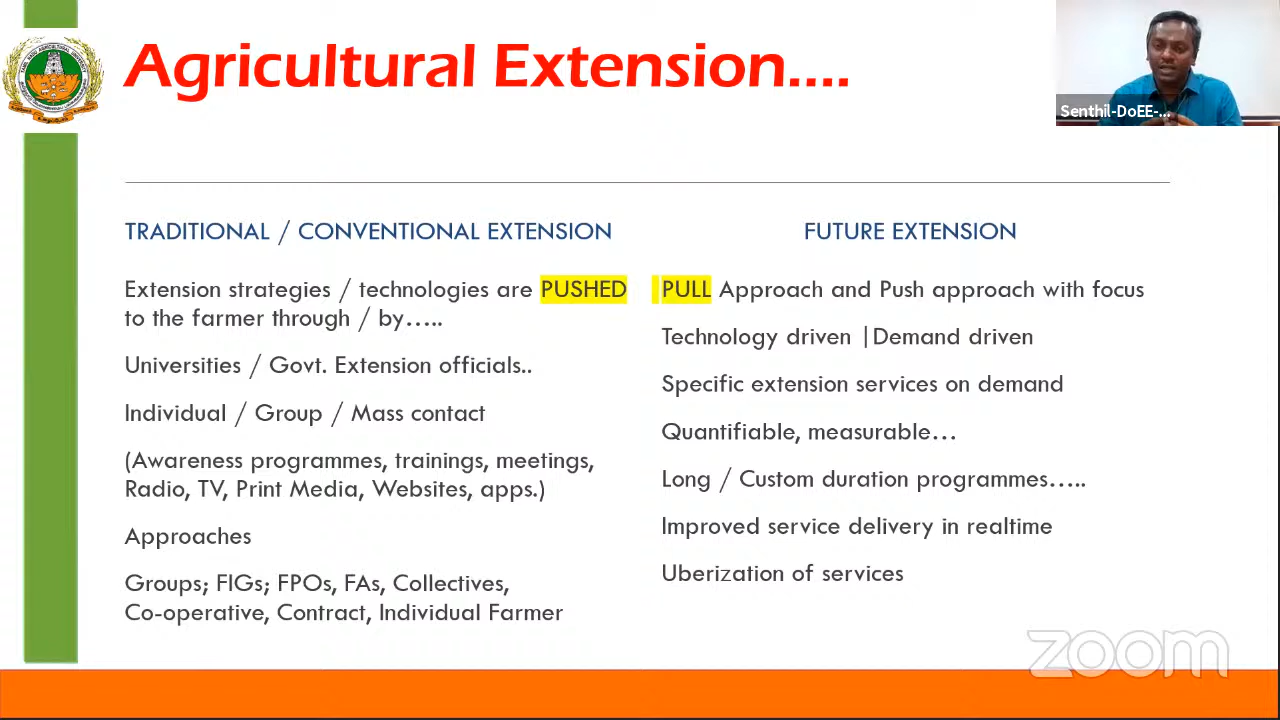 Agricultural Extension....
Senthil-DoEE-...
TRADITIONAL / CONVENTIONAL EXTENSION
Extension strategies / technologies are PUSHED
to the farmer through / by…..
Universities / Govt. Extension officials..
Individual / Group / Mass contact
(Awareness programmes, trainings, meetings,
Radio, TV, Print Media, Websites, apps.)
Approaches
Groups; FIGs; FPOs, FAs, Collectives,
Co-operative, Contract, Individual Farmer
FUTURE EXTENSION
PULL Approach and Push approach with focus
Technology driven |Demand driven
Specific extension services on demand
Quantifiable, measurable…
Long / Custom duration programmes…..
Improved service delivery in realtime
Uberization of services
zoom